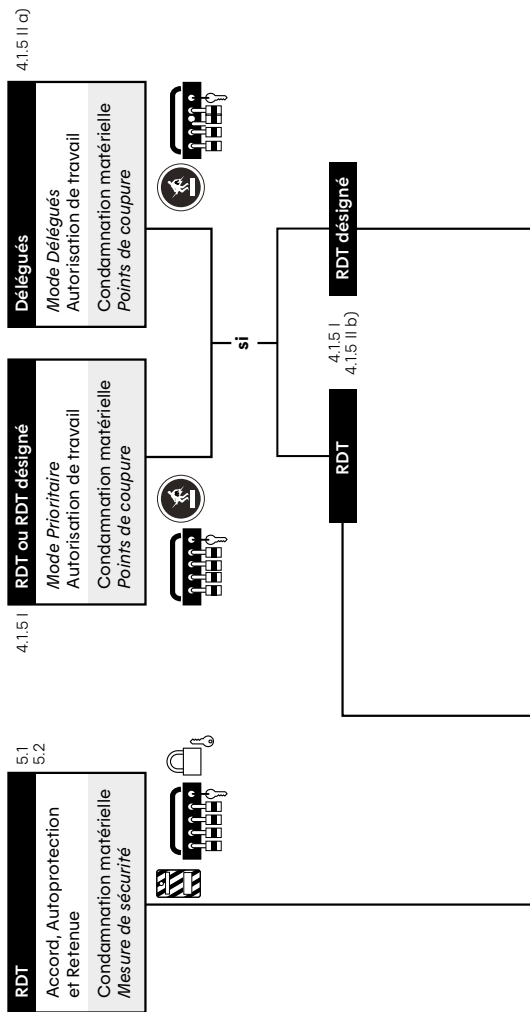 RDT
Accord, Autoprotection
et Retenue
Condamnation matérielle
Mesure de sécurité
5.1
5.2
4.1.5 I
RDT ou RDT désigné
Mode Prioritaire
Autorisation de travail
Condamnation matérielle
Points de coupure
Délégués
Mode Délégués
Autorisation de travail
Condamnation matérielle
Points de coupure
4.1.5 II a)
si
RDT
4.1.5 I
4.1.5 II b)
RDT désigné